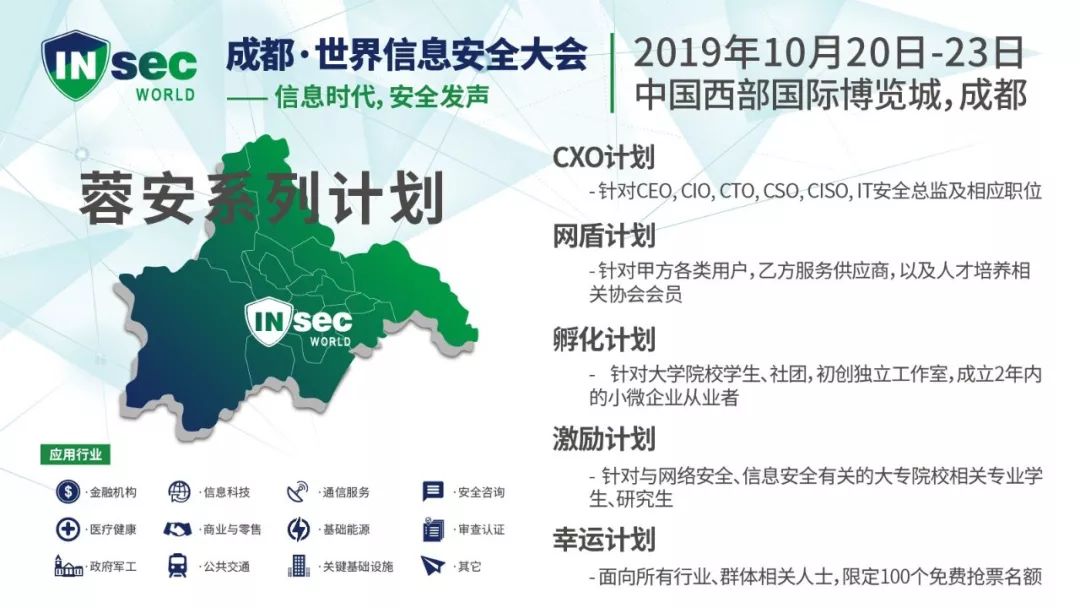 INsec
WORLD
成都·世界信息安全大会
—— 信息时代, 安全发声
2019年10月20日-23日
中国西部国际博览城, 成都
蓉安系列计划
INsec
WORLD
CXO计划
- 针对CEO, CIO, CTO, CSO, CISO, IT安全总监及相应职位
网盾计划
- 针对甲方各类用户, 乙方服务供应商, 以及人才培养相
关协会会员
孵化计划
- 针对大学院校学生、社团, 初创独立工作室, 成立2年内
的小微企业从业者
激励计划
- 针对与网络安全、信息安全有关的大专院校相关专业学
生、研究生
幸运计划
- 面向所有行业、群体相关人士, 限定100个免费抢票名额
应用行业
·金融机构 ·信息科技 ·通信服务 ·安全咨询
·医疗健康 ·商业与零售 ·基础能源 ·审查认证
·政府军工 ·公共交通 ·关键基础设施 ·其它